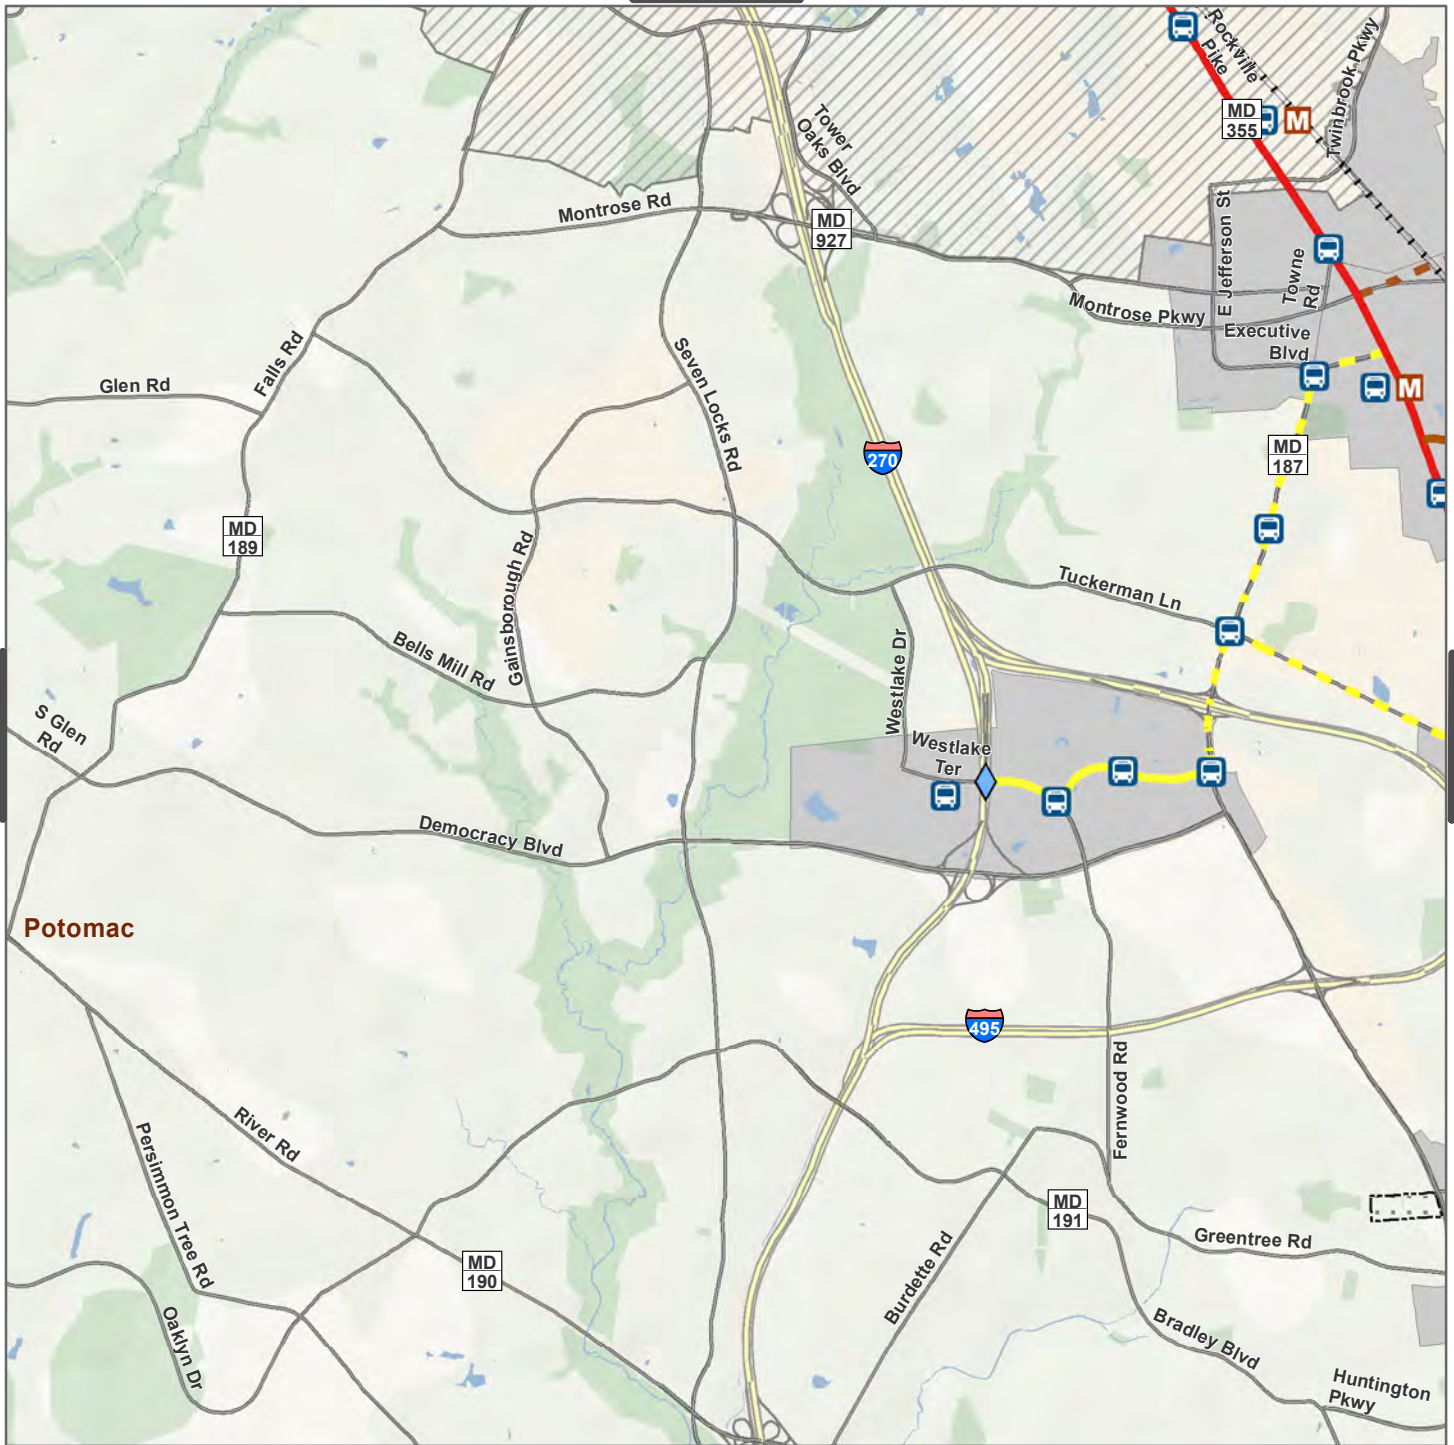 Rockville
Pike
Twinbrook Pkwy
MD
355
M
Tower
Oaks Blvd
Montrose Rd
MD
927
E Jefferson St
Towne
Rd
Montrose Pkwy
Executive
Blvd
Falls Rd
Glen Rd
Seven Locks Rd
M
270
MD
187
MD
189
Gainsborough Rd
Tuckerman Ln
Bells Mill Rd
Westlake Dr
S Glen
Rd
Westlake
Ter
Democracy Blvd
Potomac
495
Fernwood Rd
River Rd
Persimmon Tree Rd
MD
191
Greentree Rd
MD
190
Burdette Rd
Oaklyn Dr
Bradley Blvd
Huntington
Pkwy